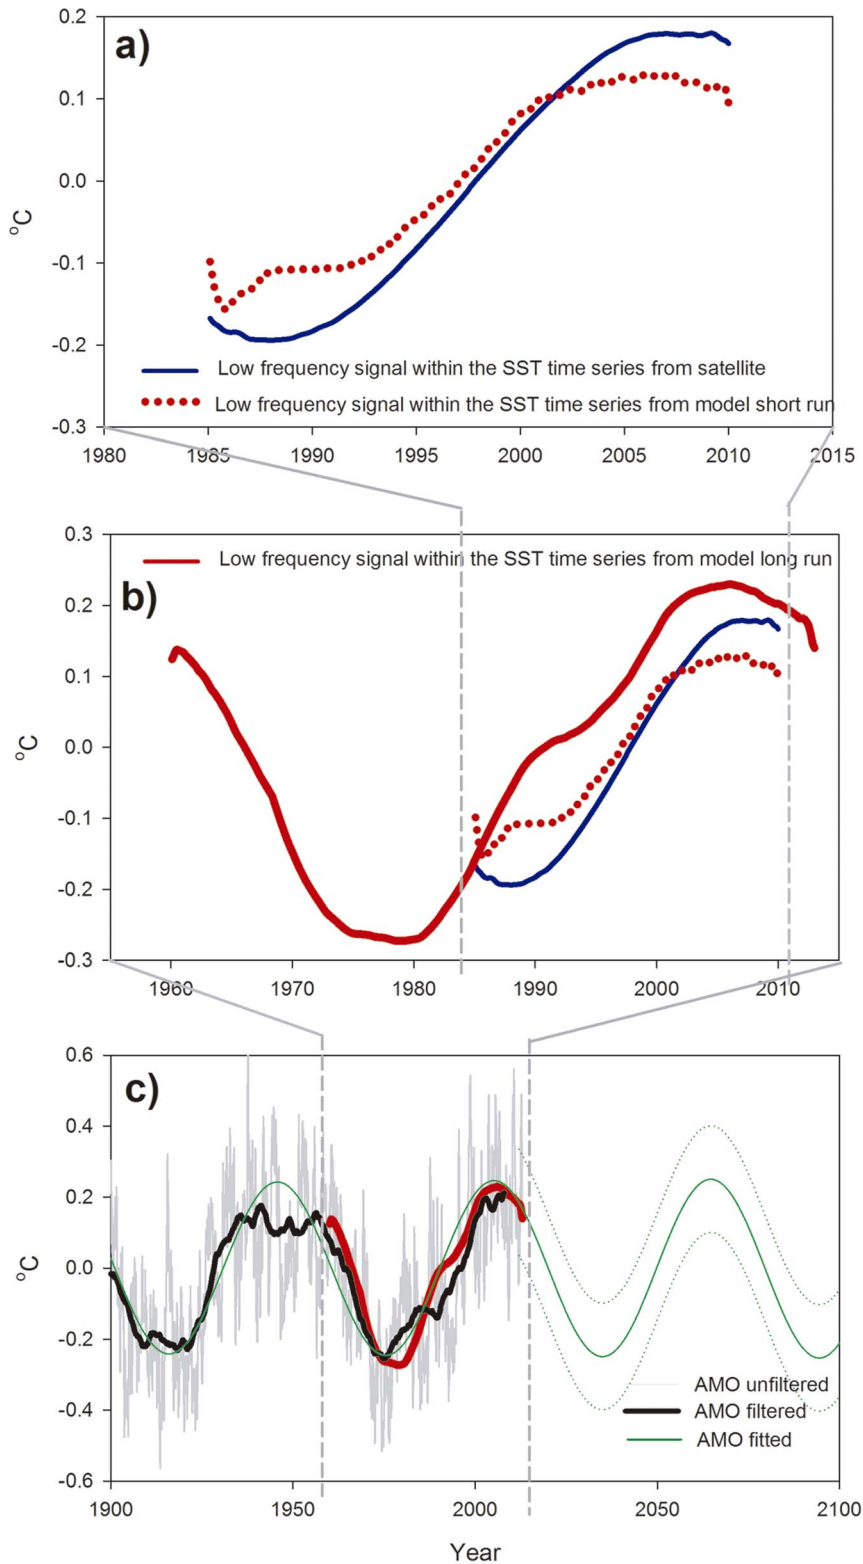 0.2
a)
0.1
0.0
°C
-0.1
-0.2
Low frequency signal within the SST time series from satellite
Low frequency signal within the SST time series from model short run
-0.3
1980 1985 1990 1995 2000 2005 2010 2015
0.3
Low frequency signal within the SST time series from model long run
b)
0.2
0.1
0.0
°C
-0.1
-0.2
-0.3
1960 1970 1980 1990 2000 2010
0.6
c)
0.4
0.2
0.0
°C
-0.2
-0.4
AMO unfiltered
AMO filtered
AMO fitted
-0.6
1900 1950 2000 2050 2100
Year